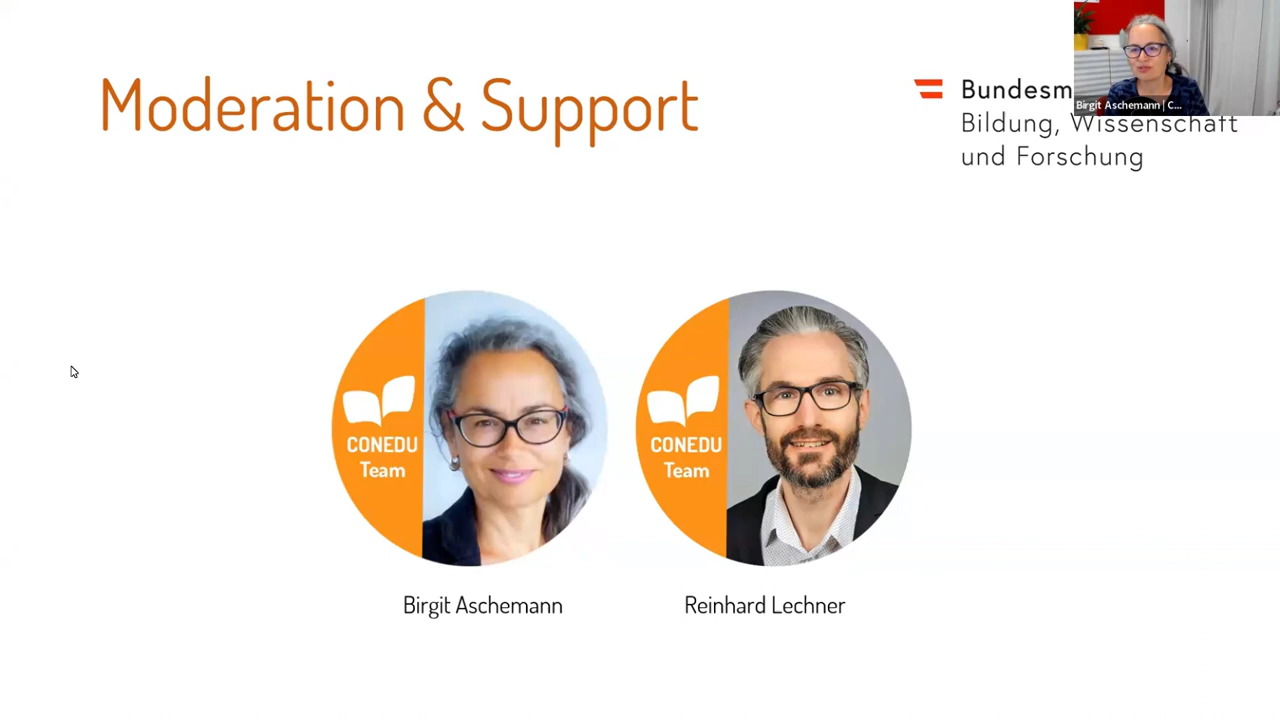 Moderation & Support
Bundesm
Birgit Aschemann | C...
Bildung, Wissenschaft
und Forschung
CONEDU
Team
CONEDU
Team
Birgit Aschemann
Reinhard Lechner